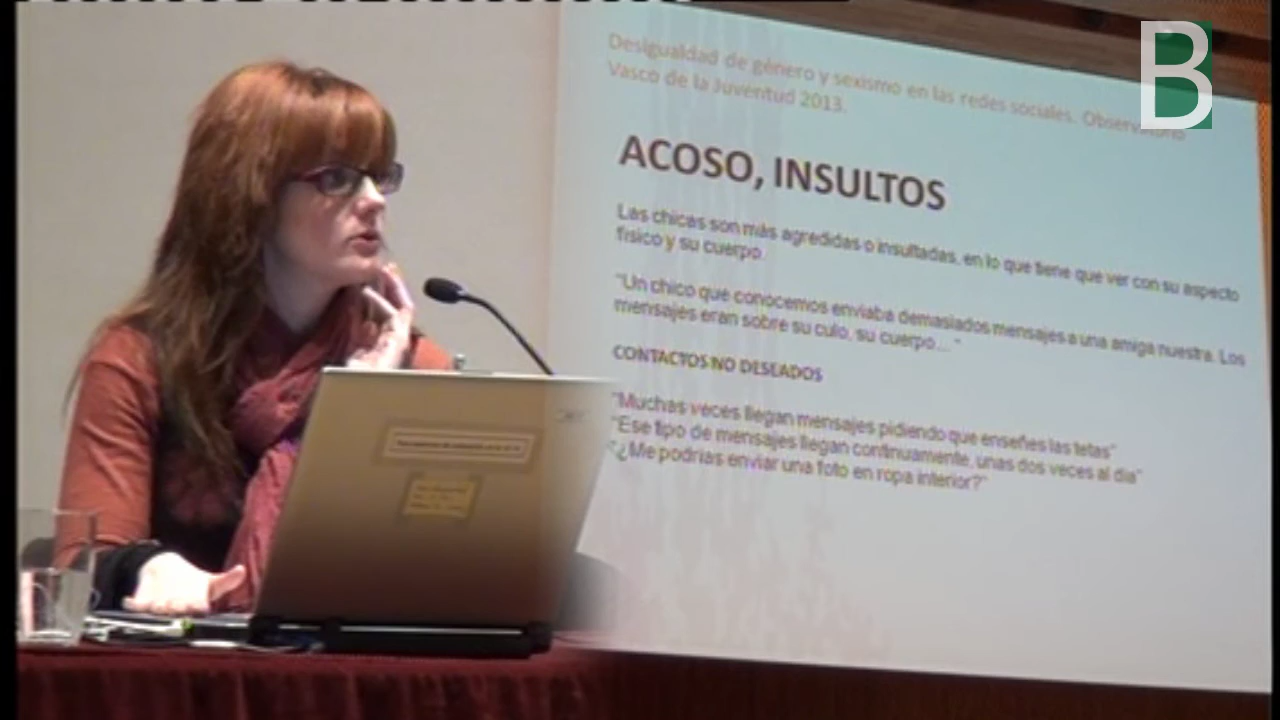 B
Desigualdad de género y sexismo en las redes sociales. Observatorio
Vasco de la Juventud 2013.
ACOSO, INSULTOS
Las chicas son más agredidas o insultadas, en lo que tiene que ver con su aspecto
físico y su cuerpo.
"Un chico que conocemos enviaba demasiados mensajes a una amiga nuestra. Los
mensajes eran sobre su culo, su cuerpo..."
CONTACTOS NO DESEADOS
"Muchas veces llegan mensajes pidiendo que enseñes las tetas"
"Ese tipo de mensajes llegan continuamente, unas dos veces al día"
"¿Me podrías enviar una foto en ropa interior?"